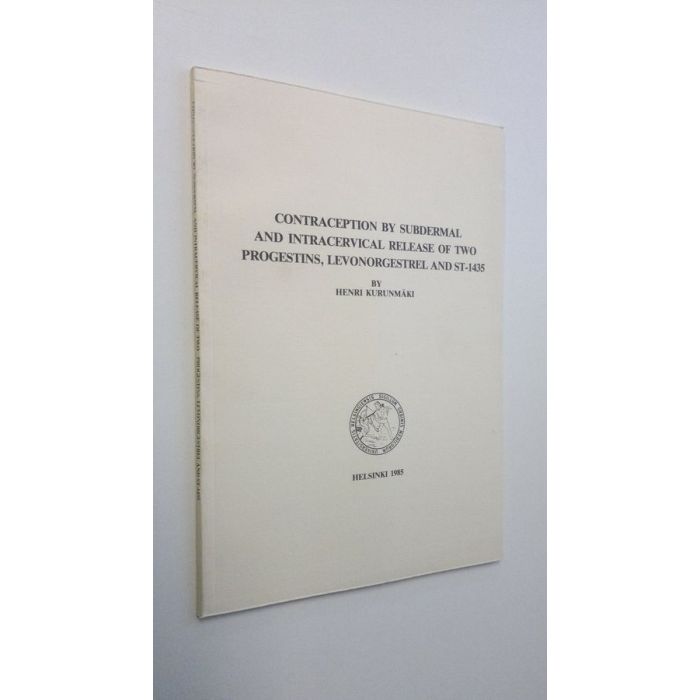 CONTRACEPTION BY SUBDERMAL
AND INTRACERVICAL RELEASE OF TWO
PROGESTINS, LEVONORGESTREL AND ST-1435
BY
HENRI KURUNMÄKI
HELSINKI 1985